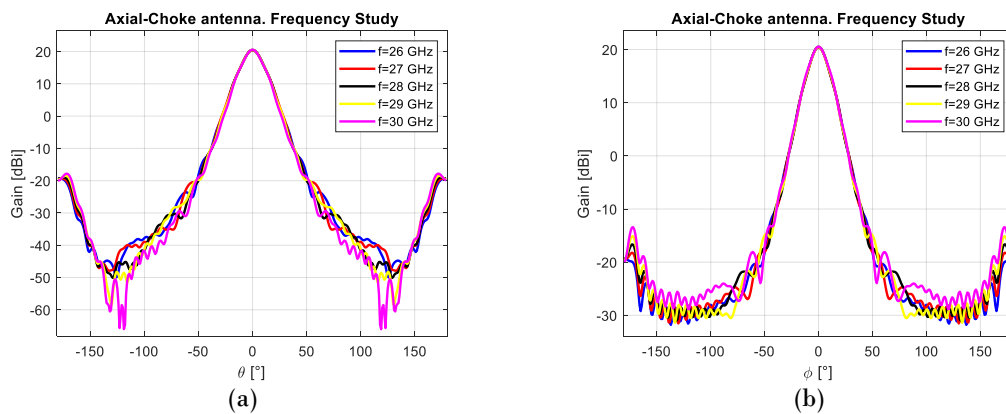 Axial-Choke antenna. Frequency Study
Gain [dBi]
20
10
0
-10
-20
-30
-40
-50
-60
f=26 GHz
f=27 GHz
f=28 GHz
f=29 GHz
f=30 GHz
-150 -100 -50 0 50 100 150
θ [°]
(a)
Axial-Choke antenna. Frequency Study
Gain [dBi]
20
10
0
-10
-20
-30
f=26 GHz
f=27 GHz
f=28 GHz
f=29 GHz
f=30 GHz
-150 -100 -50 0 50 100 150
ϕ [°]
(b)